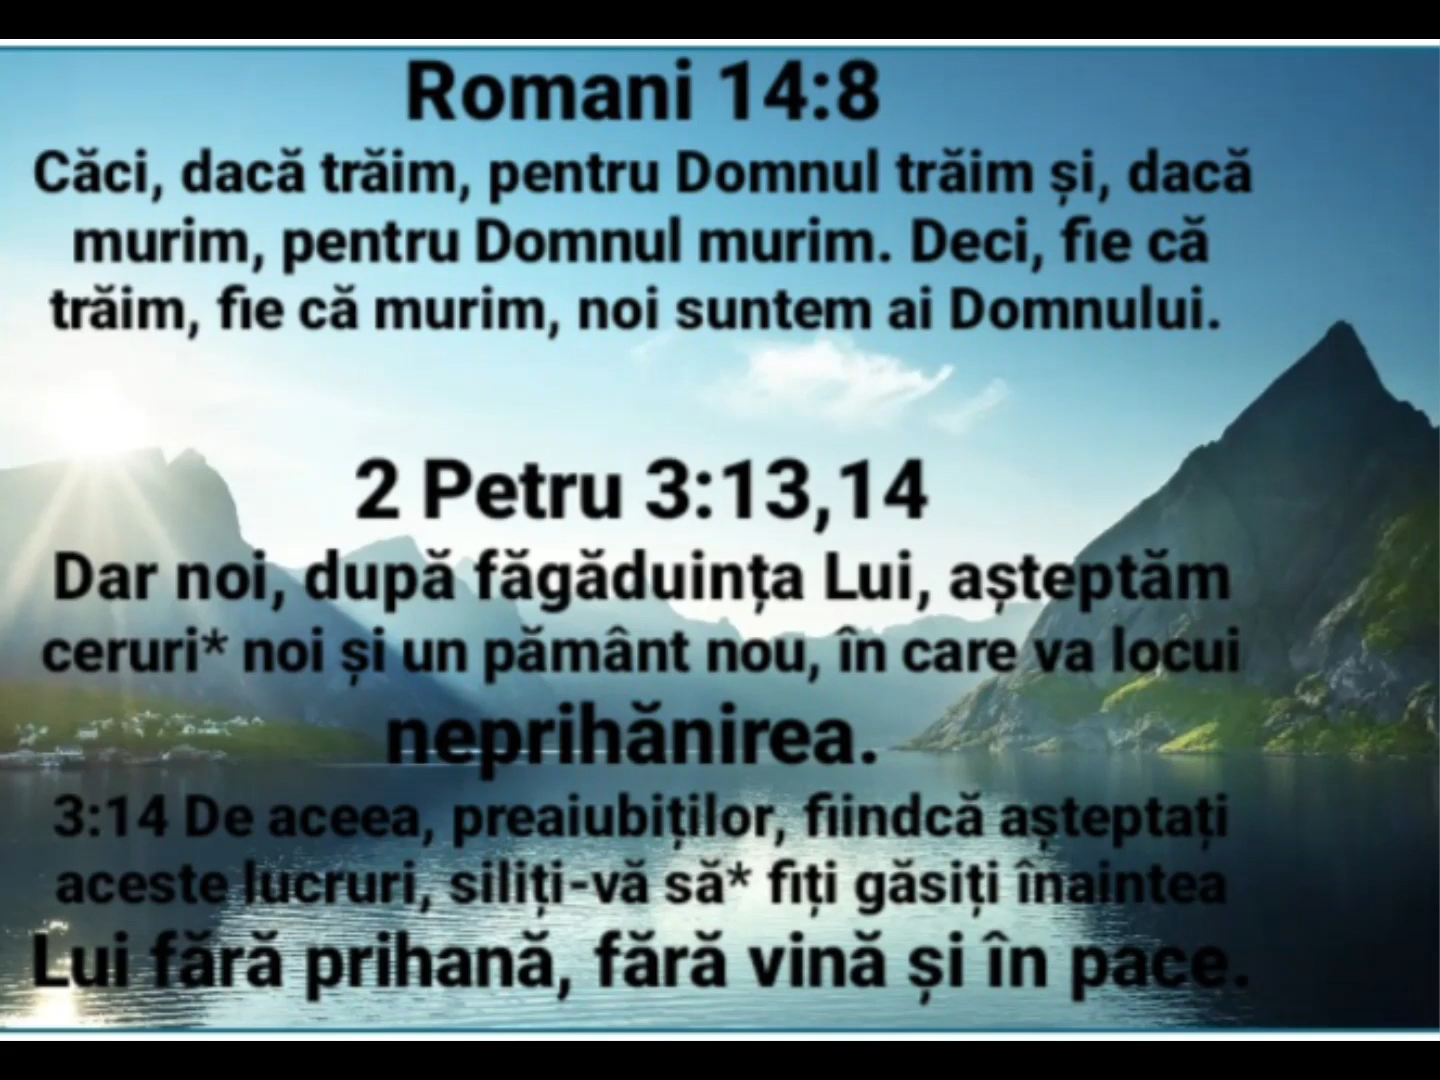 Romani 14:8
Căci, dacă trăim, pentru Domnul trăim și, dacă
murim, pentru Domnul murim. Deci, fie că
trăim, fie că murim, noi suntem ai Domnului.
2 Petru 3:13,14
Dar noi, după făgăduința Lui, așteptăm
ceruri* noi și un pământ nou, în care va locui
neprihănirea.
3:14 De aceea, preaiubiților, fiindcă așteptați
aceste lucruri, siliți-vă să* fiți găsiți înaintea
Lui fără prihană, fără vină și în pace.